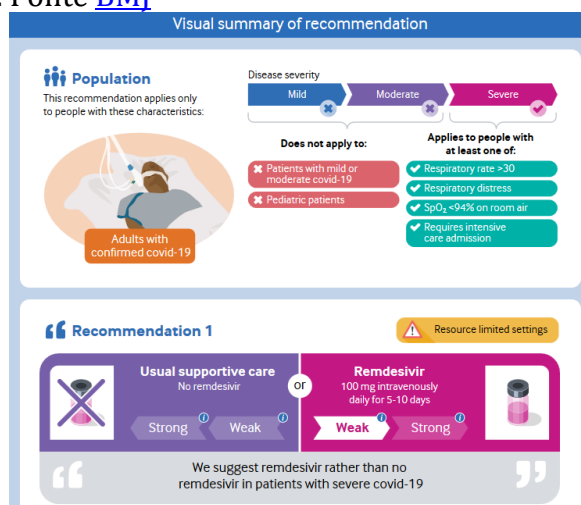 Fonte BMJ
Visual summary of recommendation
Population
This recommendation applies only
to people with these characteristics:
Adults with
confirmed covid-19
Disease severity
Mild
Moderate
Severe
Does not apply to:
Patients with mild or
moderate covid-19
Pediatric patients
Applies to people with
at least one of:
Respiratory rate >30
Respiratory distress
SpO₂ <94% on room air
Requires intensive
care admission
Recommendation 1
Resource limited settings
Usual supportive care
No remdesivir
Strong
Weak
or
Remdesivir
100 mg intravenously
daily for 5-10 days
Weak
Strong
We suggest remdesivir rather than no
remdesivir in patients with severe covid-19